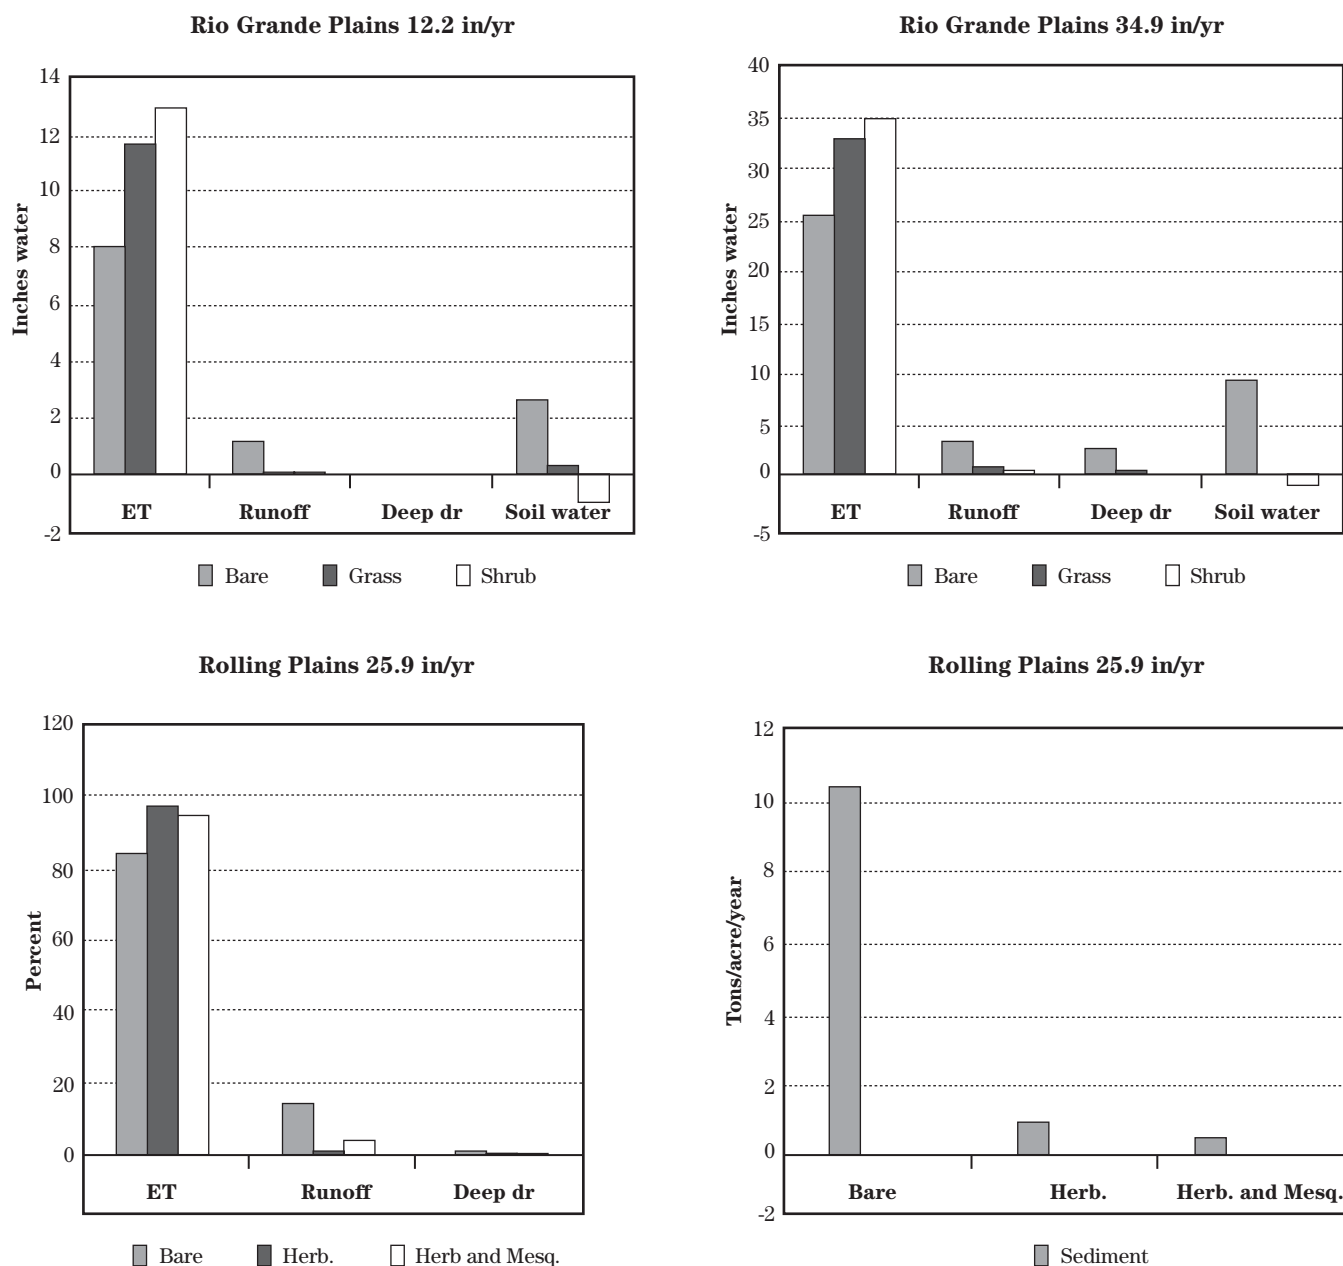 Rio Grande Plains 12.2 in/yr
14
12
10
8
6
4
2
0
-2
Inches water
ET Runoff Deep dr Soil water
Bare Grass Shrub
Rio Grande Plains 34.9 in/yr
40
35
30
25
20
15
10
5
0
-5
Inches water
ET Runoff Deep dr Soil water
Bare Grass Shrub
Rolling Plains 25.9 in/yr
120
100
80
60
40
20
0
Percent
ET Runoff Deep dr
Bare Herb. Herb and Mesq.
Rolling Plains 25.9 in/yr
12
10
8
6
4
2
0
-2
Tons/acre/year
Bare Herb. Herb. and Mesq.
Sediment